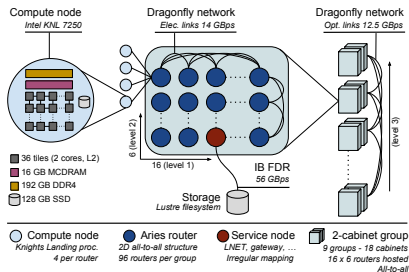 Compute node
Intel KNL 7250
Dragonfly network
Elec. links 14 GBps
Dragonfly network
Opt. links 12.5 GBps
36 tiles (2 cores, L2)
16 GB MCDRAM
192 GB DDR4
128 GB SSD
6 (level 2)
16 (level 1)
IB FDR
56 GBps
Storage
Lustre filesystem
(level 3)
Compute node
Knights Landing proc.
4 per router
Aries router
2D all-to-all structure
96 routers per group
Service node
LNET, gateway, ...
Irregular mapping
2-cabinet group
9 groups - 18 cabinets
16 x 6 routers hosted
All-to-all